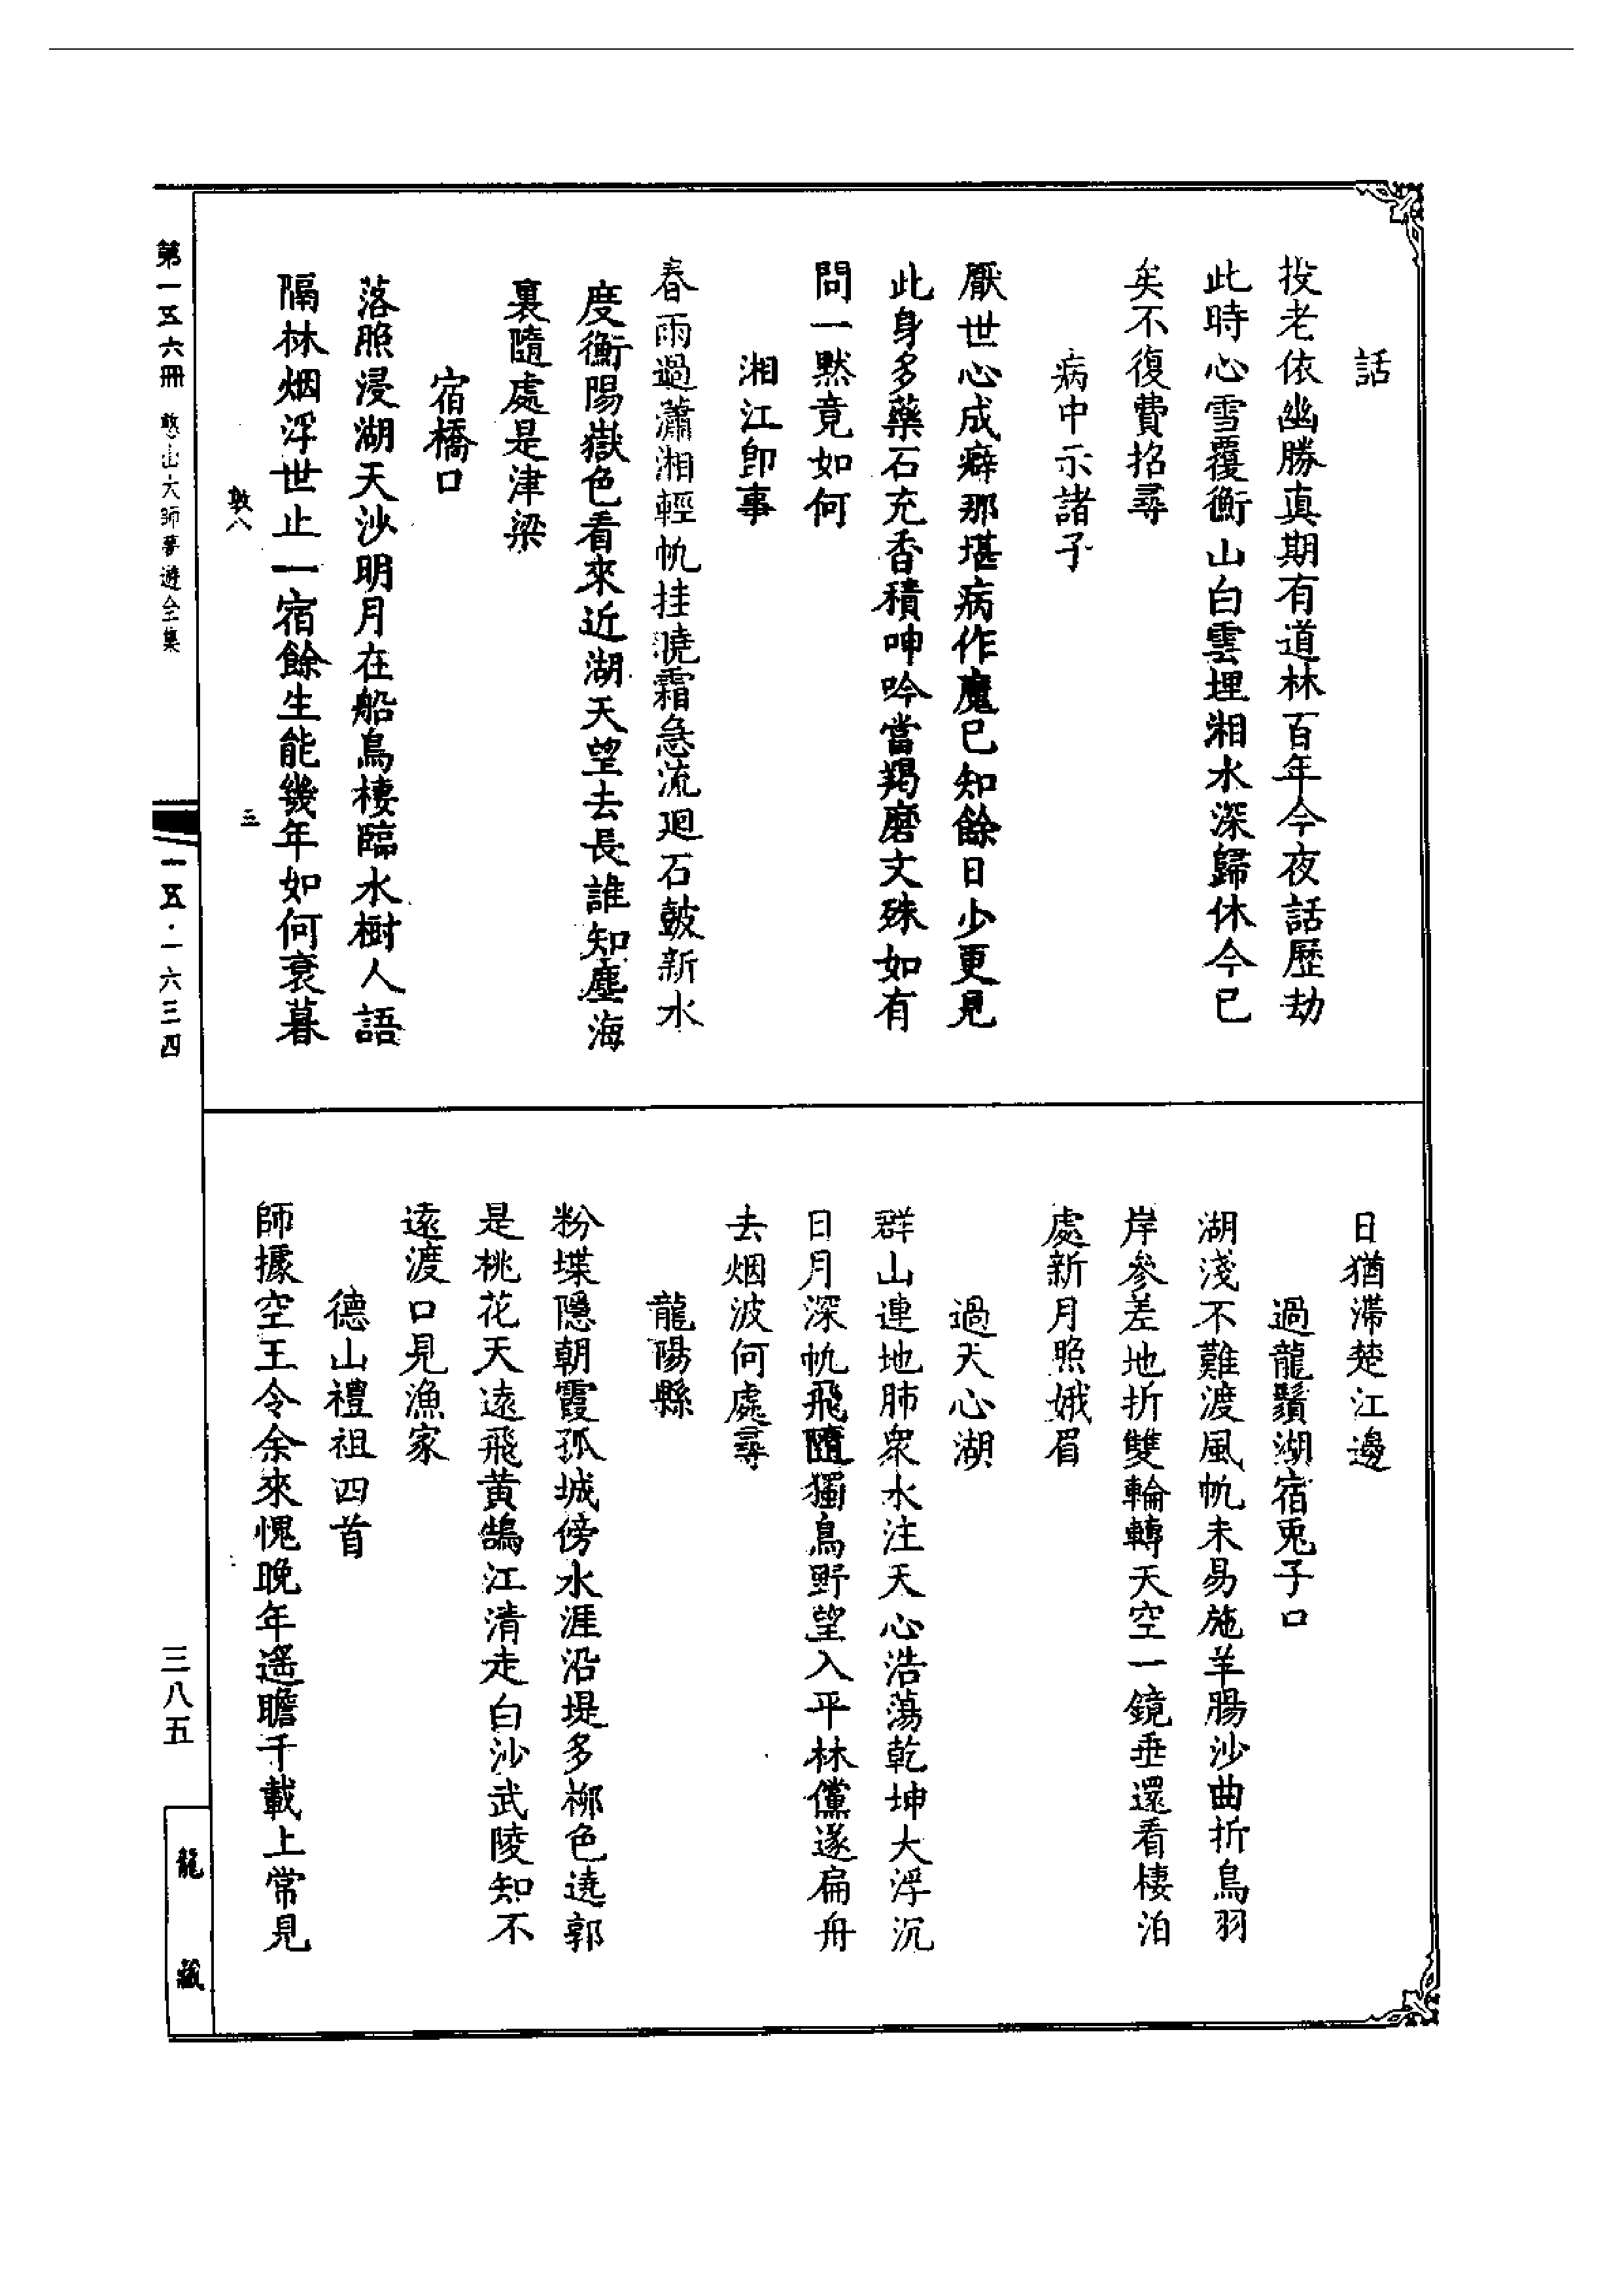 話
投老依幽勝真期有道林百年今夜話歷劫
此時心雪覆衡山白雲埋湘水深歸休今已
矣不復費招尋
病中示諸子
厭世心成癖那堪病作魔已知餘日少更見
此身多藥石充香積呻吟當羯磨文殊如有
問一默竟如何
湘江即事
春雨過瀟湘輕帆挂曉霜急流迴石鼓新水
度衡陽嶽色看來近湖天望去長誰知塵海
裏隨處是津梁
宿橋口
落照浸湖天沙明月在船鳥棲臨水樹人語
隔林烟浮世止一宿餘生能幾年如何衰暮
敦八
三
日猶滯楚江邊
過龍鬚湖宿兎子口
湖淺不難渡風帆未易施羊腸沙曲折鳥羽
岸參差地折雙輪轉天空一鏡垂還看棲泊
處新月照娥眉
過天心湖
群山連地肺衆水注天心浩蕩乾坤大浮沉
日月深帆飛隨獨鳥野望入平林儻遂扁舟
去烟波何處尋
龍陽縣
粉堞隱朝霞孤城傍水涯沿堤多柳色遶郭
是桃花天遠飛黃鵠江清走白沙武陵知不
遠渡口見漁家
德山禮祖四首
師據空王令余來愧晚年遙瞻千載上常見
第一五六冊 憨山大師夢遊全集
一五·一六三四
三八五
龍藏